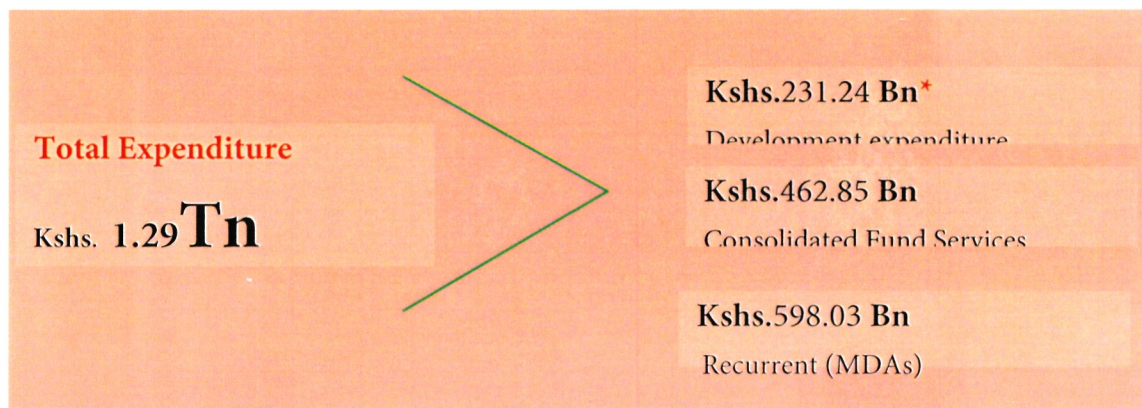 Total Expenditure
Kshs. 1.29Tn
Kshs.231.24 Bn*
Development expenditure
Kshs.462.85 Bn
Consolidated Fund Services
Kshs.598.03 Bn
Recurrent (MDAs)